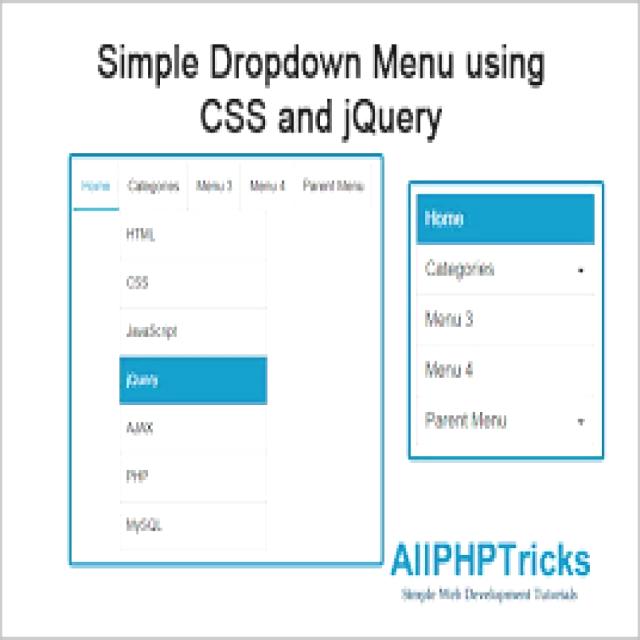 Simple Dropdown Menu using
CSS and jQuery
Home Categories Menu 3 Menu 4 Parent Menu
HTML
CSS
JavaScript
jQuery
AJAX
PHP
MySQL
Home
Categories
Menu 3
Menu 4
Parent Menu
AllPHPTricks
Simple Web Development Tutorials